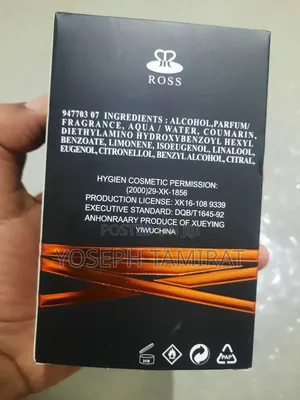 ROSS
947703 07 INGREDIENTS : ALCOHOL,PARFUM/
FRAGRANCE, AQUA / WATER, COUMARIN,
DIETHYLAMINO HYDROXYBENZOYL HEXYL
BENZOATE, LIMONENE, ISOEUGENOL, LINALOOL,
EUGENOL, CITRONELLOL, BENZYL ALCOHOL, CITRAL,
HYGIEN COSMETIC PERMISSION:
(2000)29-XK-1856
PRODUCTION LICENSE: XK16-108 9339
EXECUTIVE STANDARD: DQB/T1645-92
ANHONRAARY PRODUCE OF XUEYING
YIWUCHINA
YOSEPH TAMIRAT
PAP